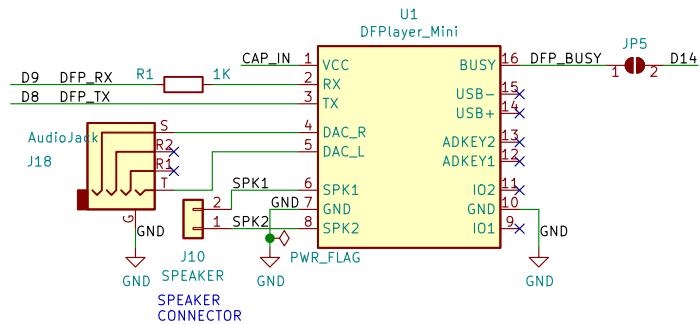 U1
DFPlayer_Mini
CAP_IN 1 VCC BUSY 16 DFP_BUSY JP5 1 2 D14
D9 DFP_RX R1 1K 2 RX
D8 DFP_TX 3 TX
USB- 15
USB+ 14
AudioJack
J18
S 4 DAC_R
R2 5 DAC_L
R1
T
G
GND
GND
ADKEY2 13
ADKEY1 12
SPK1 6 SPK1 IO2 11
2 GND 7 GND GND 10 GND
1 SPK2 8 SPK2 IO1 9
J10
SPEAKER
PWR_FLAG
GND
GND
SPEAKER
CONNECTOR